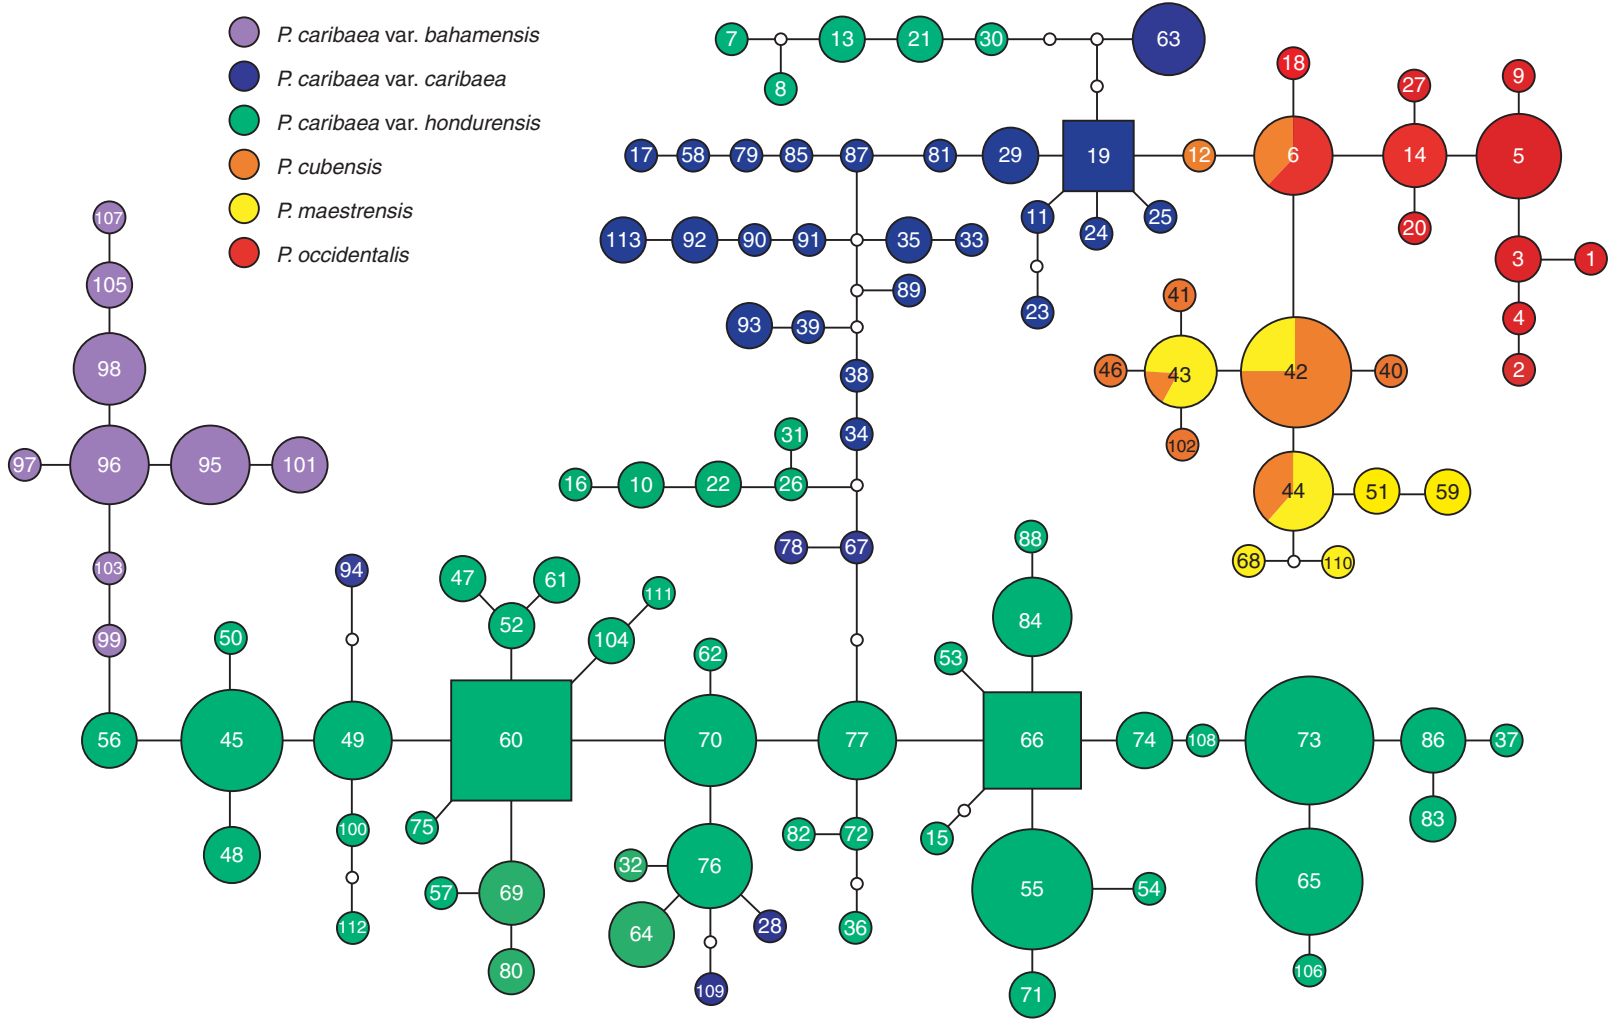 P. caribaea var. bahamensis
P. caribaea var. caribaea
P. caribaea var. hondurensis
P. cubensis
P. maestrensis
P. occidentalis
7 13 21 30 63
8
18 27 9
17 58 79 85 87 81 29 19 12 6 14 5
11 24 25 20
113 92 90 91 35 33
3 1
107
105
89
23
41
93 39
4
98
38
46 43 42 40
2
31 34
102
97 96 95 101
16 10 22 26
44 51 59
78 67
88
68 110
103
94
47 61
111
52
104
84
99
50
62
53
56 45 49 60 70 77 66 74 108 73 86 37
75
100
82 72
15
83
48
32 76
57 69
64
28
36
55 54
65
112
80
109
71
106